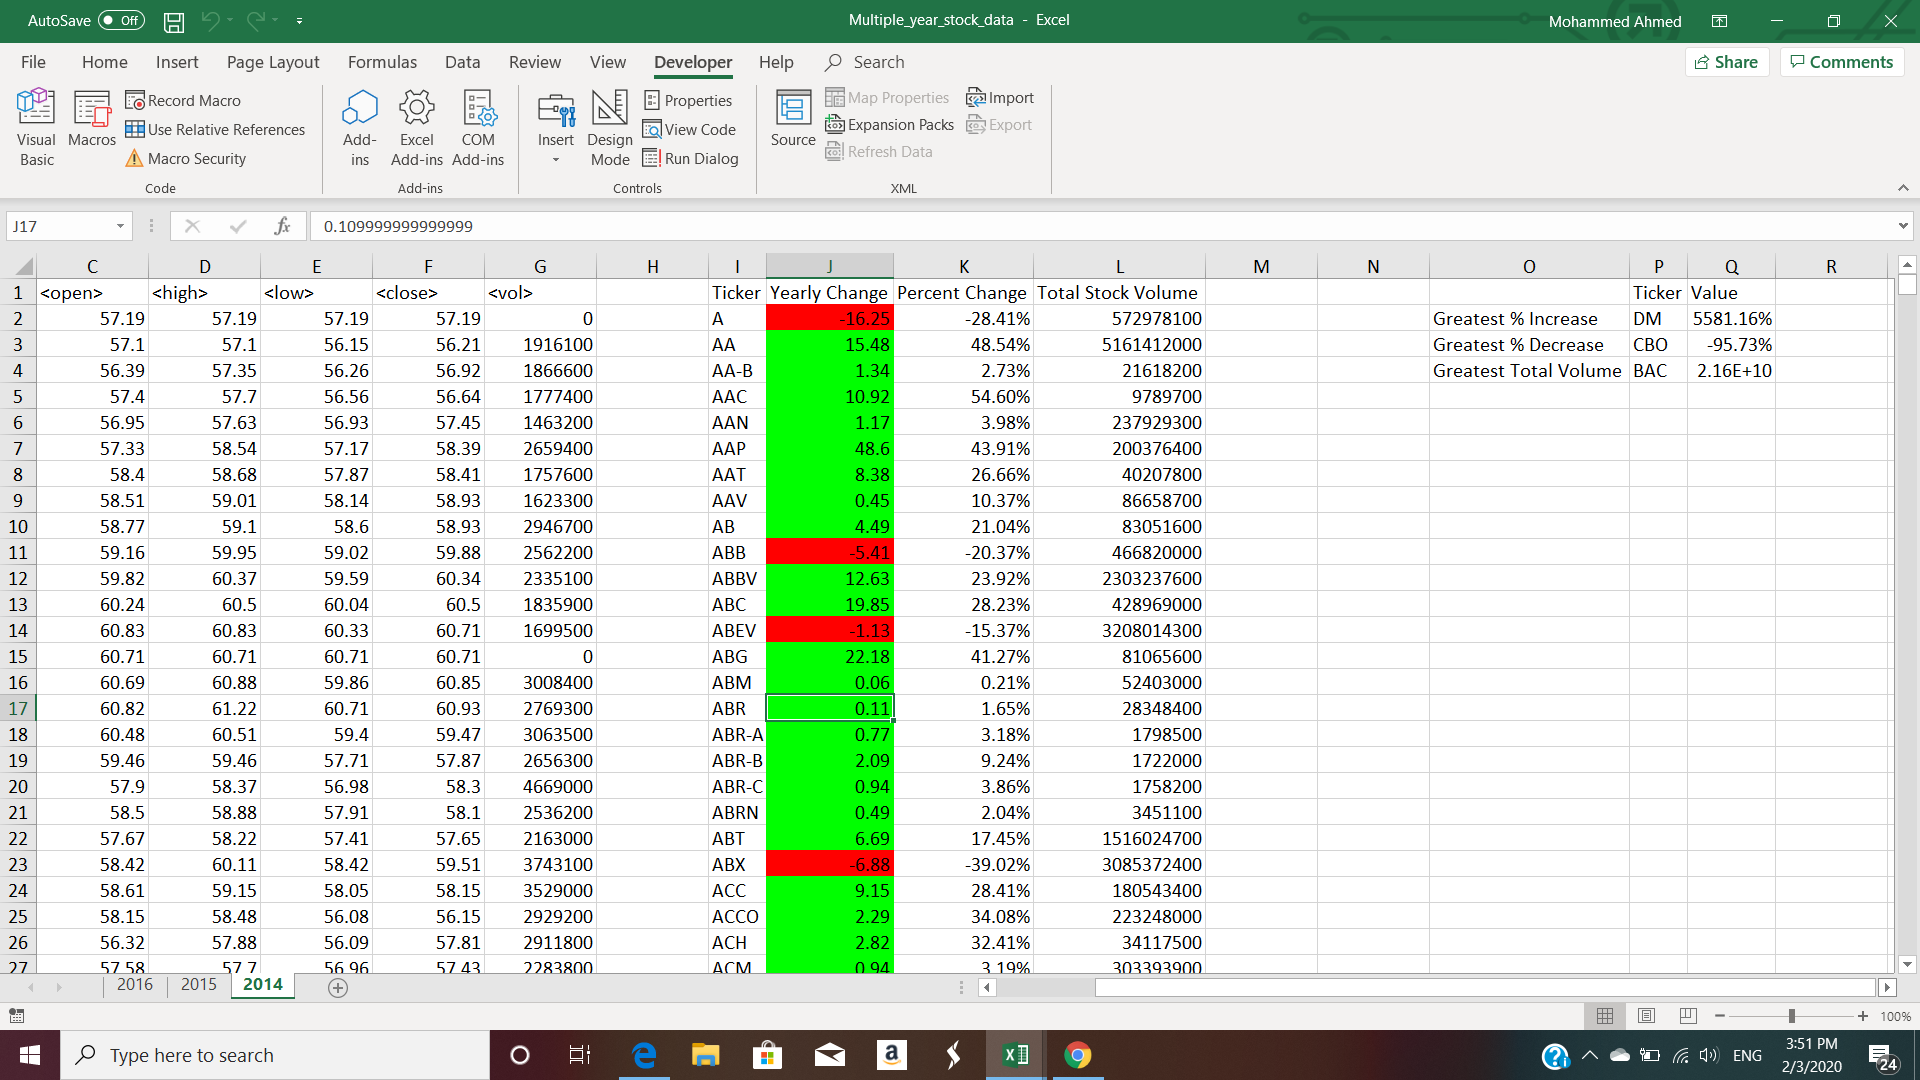 AutoSave Off Multiple_year_stock_data - Excel Mohammed Ahmed
File Home Insert Page Layout Formulas Data Review View Developer Help Search Share Comments
Visual Basic
Macros
Record Macro
Use Relative References
Macro Security
Code
Add-ins
Excel Add-ins
COM Add-ins
Add-ins
Insert
Design Mode
Properties
View Code
Run Dialog
Controls
Source
Map Properties
Expansion Packs
Refresh Data
Import
Export
XML
J17 fx 0.109999999999999
C D E F G H I J K L M N O P Q R
1 <open> <high> <low> <close> <vol> Ticker Yearly Change Percent Change Total Stock Volume Ticker Value
2 57.19 57.19 57.19 57.19 0 A -16.25 -28.41% 572978100 Greatest % Increase DM 5581.16%
3 57.1 57.1 56.15 56.21 1916100 AA 15.48 48.54% 5161412000 Greatest % Decrease CBO -95.73%
4 56.39 57.35 56.26 56.92 1866600 AA-B 1.34 2.73% 21618200 Greatest Total Volume BAC 2.16E+10
5 57.4 57.7 56.56 56.64 1777400 AAC 10.92 54.60% 9789700
6 56.95 57.63 56.93 57.45 1463200 AAN 1.17 3.98% 237929300
7 57.33 58.54 57.17 58.39 2659400 AAP 48.6 43.91% 200376400
8 58.4 58.68 57.87 58.41 1757600 AAT 8.38 26.66% 40207800
9 58.51 59.01 58.14 58.93 1623300 AAV 0.45 10.37% 86658700
10 58.77 59.1 58.6 58.93 2946700 AB 4.49 21.04% 83051600
11 59.16 59.95 59.02 59.88 2562200 ABB -5.41 -20.37% 466820000
12 59.82 60.37 59.59 60.34 2335100 ABBV 12.63 23.92% 2303237600
13 60.24 60.5 60.04 60.5 1835900 ABC 19.85 28.23% 428969000
14 60.83 60.83 60.33 60.71 1699500 ABEV -1.13 -15.37% 3208014300
15 60.71 60.71 60.71 60.71 0 ABG 22.18 41.27% 81065600
16 60.69 60.88 59.86 60.85 3008400 ABM 0.06 0.21% 52403000
17 60.82 61.22 60.71 60.93 2769300 ABR 0.11 1.65% 28348400
18 60.48 60.51 59.4 59.47 3063500 ABR-A 0.77 3.18% 1798500
19 59.46 59.46 57.71 57.87 2656300 ABR-B 2.09 9.24% 1722000
20 57.9 58.37 56.98 58.3 4669000 ABR-C 0.94 3.86% 1758200
21 58.5 58.88 57.91 58.1 2536200 ABRN 0.49 2.04% 3451100
22 57.67 58.22 57.41 57.65 2163000 ABT 6.69 17.45% 1516024700
23 58.42 60.11 58.42 59.51 3743100 ABX -6.88 -39.02% 3085372400
24 58.61 59.15 58.05 58.15 3529000 ACC 9.15 28.41% 180543400
25 58.15 58.48 56.08 56.15 2929200 ACCO 2.29 34.08% 223248000
26 56.32 57.88 56.09 57.81 2911800 ACH 2.82 32.41% 34117500
27 57.58 57.7 56.96 57.43 2283800 ACM 0.94 3.19% 303393900
2016 2015 2014
100%
Type here to search ENG 3:51 PM
2/3/2020 24